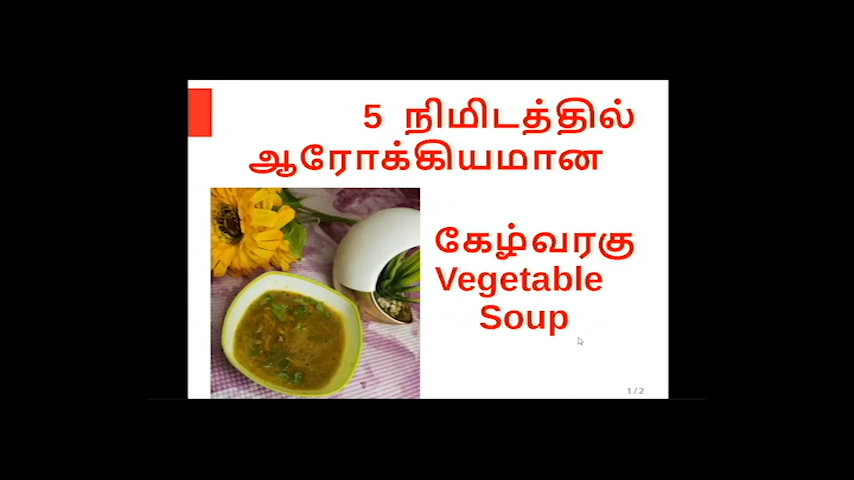 5 நிமிடத்தில்
ஆரோக்கியமான
கேழ்வரகு
Vegetable
Soup
1 / 2